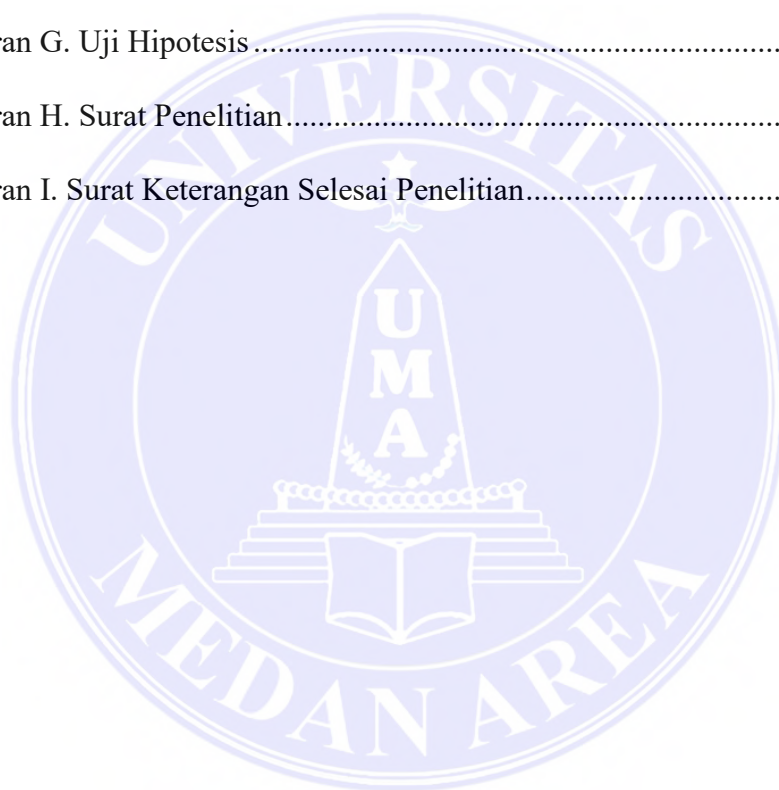 ran G. Uji Hipotesis................................................................
ran H. Surat Penelitian............................................................
ran I. Surat Keterangan Selesai Penelitian................................
UNIVERSITAS
U
M
A
MEDAN AREA